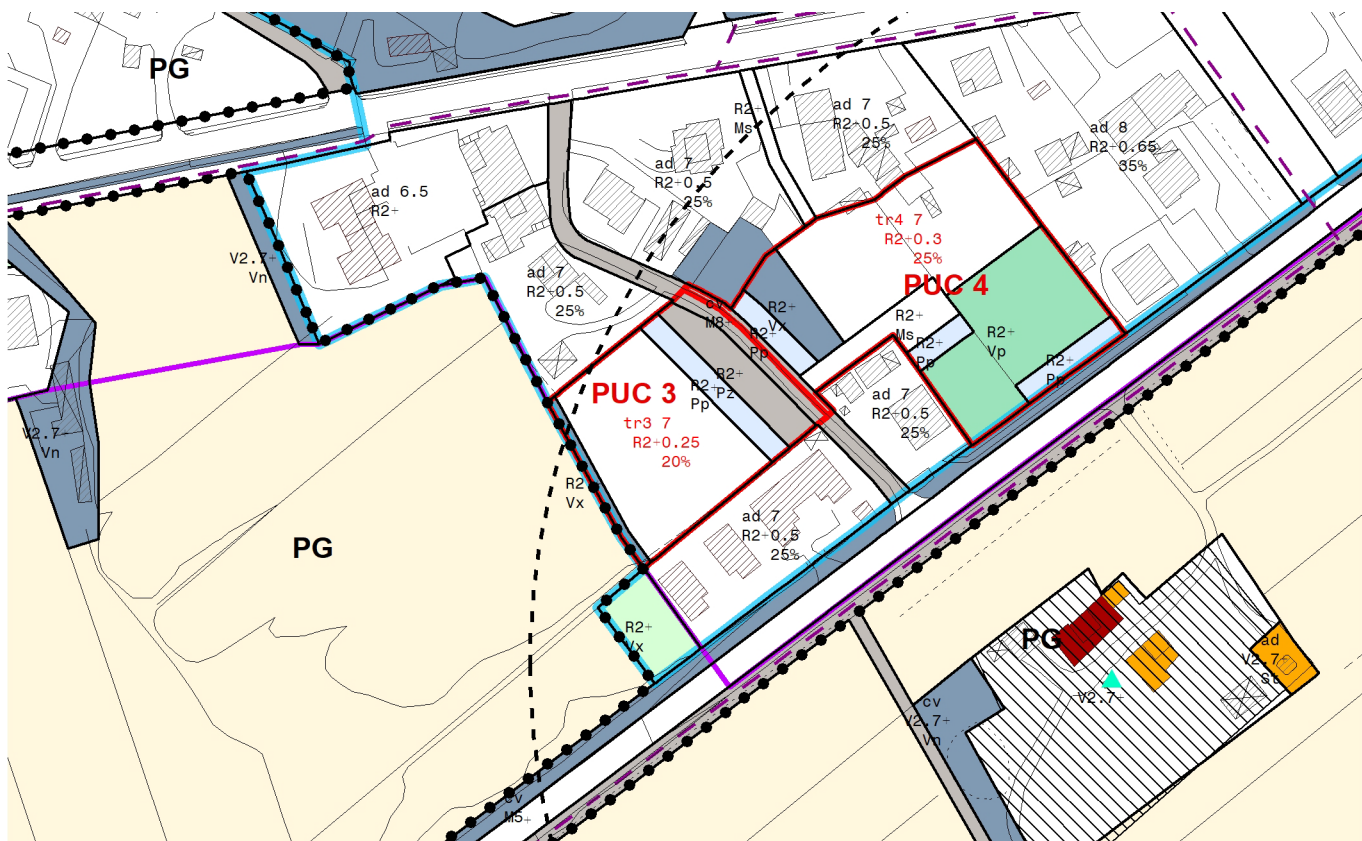 PG
R2+
Ms
ad 7
R2+0.5
25%
ad 8
R2+0.65
35%
ad 7
R2+0.5
25%
ad 6.5
R2+
tr4 7
R2+0.3
25%
PUC 4
V2.7+
Vn
ad 7
R2+0.5
25%
cv
M8+
R2+
Vx
R2+
Pp
R2+
Ms
R2+
Pp
R2+
Vp
R2+
Pp
PUC 3
R2+
Pz
R2+
Pp
tr3 7
R2+0.25
20%
ad 7
R2+0.5
25%
V2.7+
Vn
R2
Vx
ad 7
R2+0.5
25%
PG
R2+
Vx
PG
ad
V2.7+
St
V2.7+
cv
V2.7+
Vn
cv
M5+